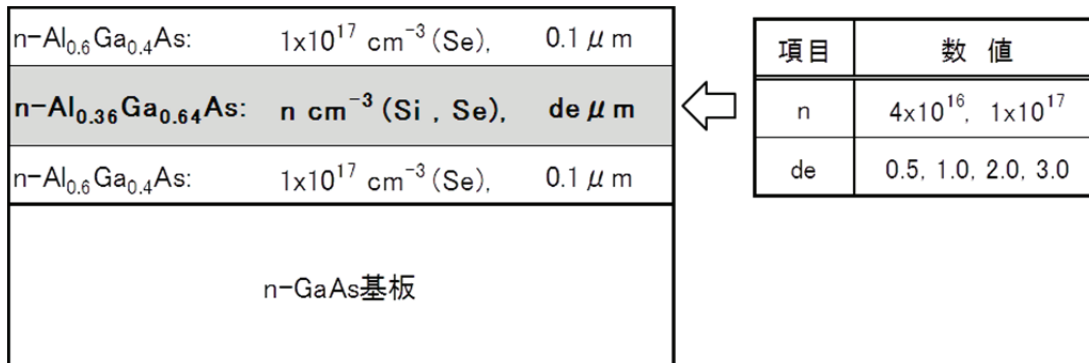 n-Al0.6Ga0.4As: 1x10^17 cm^-3 (Se), 0.1 μm
n-Al0.36Ga0.64As: n cm^-3 (Si , Se), de μm
n-Al0.6Ga0.4As: 1x10^17 cm^-3 (Se), 0.1 μm
n-GaAs基板
項目 数 値
n 4x10^16, 1x10^17
de 0.5, 1.0, 2.0, 3.0